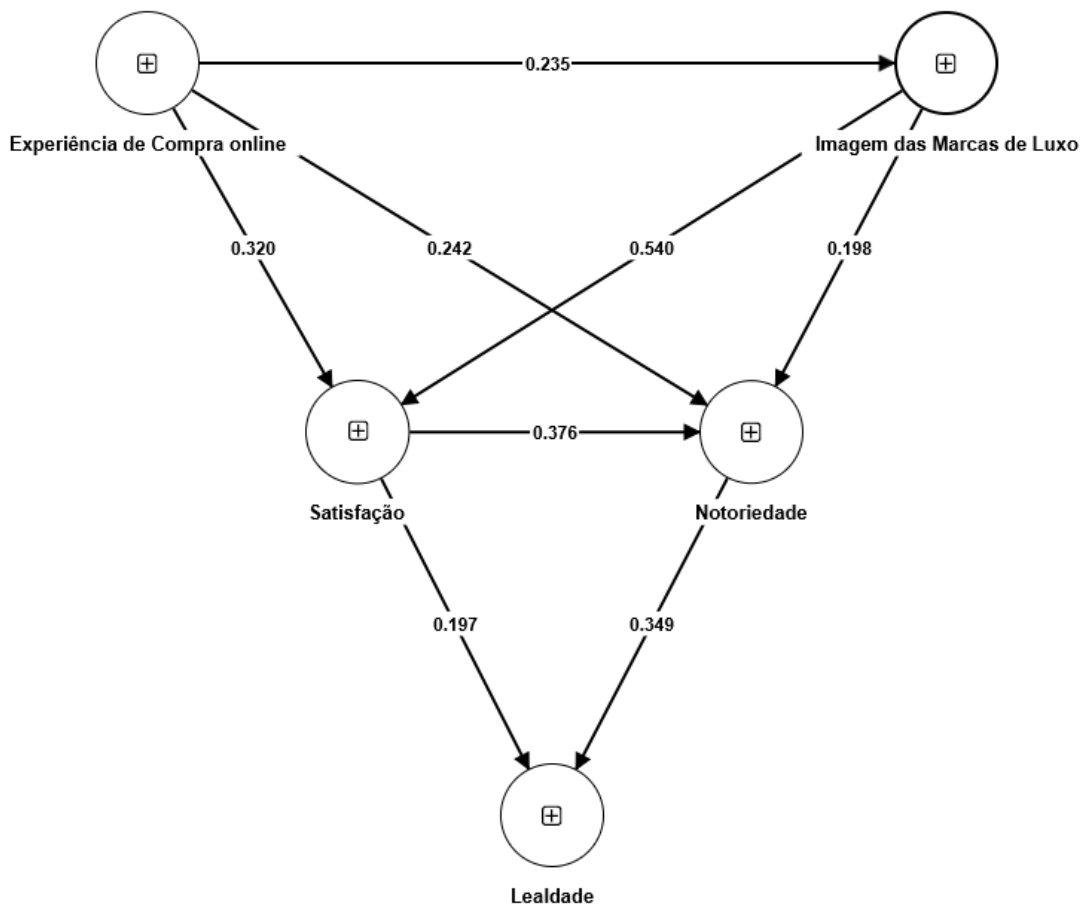 0.235
Experiência de Compra online
Imagem das Marcas de Luxo
0.320
0.242
0.540
0.198
0.376
Satisfação
Notoriedade
0.197
0.349
Lealdade